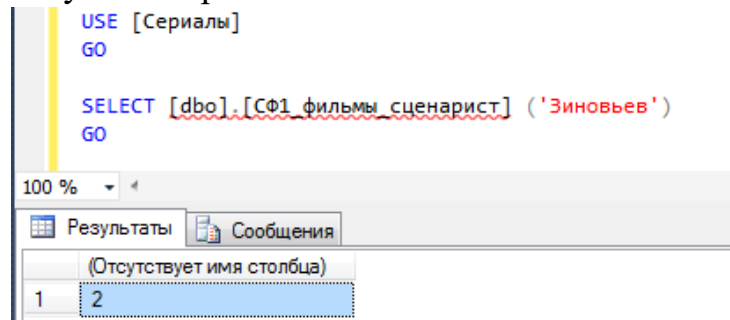 USE [Сериалы]
GO
SELECT [dbo].[СФ1_фильмы_сценарист] ('Зиновьев')
GO
100 %
Результаты Сообщения
(Отсутствует имя столбца)
1 2